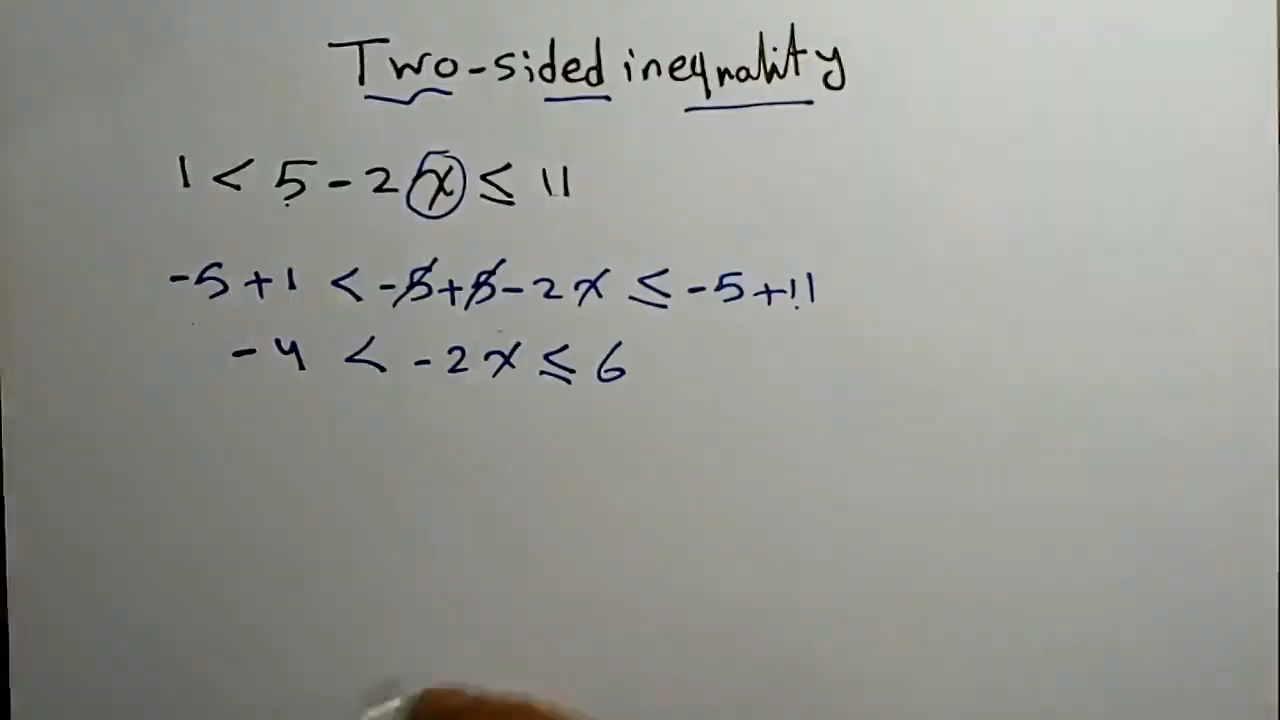 Two-sided inequality
1 < 5 - 2x ≤ 11
-5+1 < -5+5-2x ≤ -5+11
-4 < -2x ≤ 6